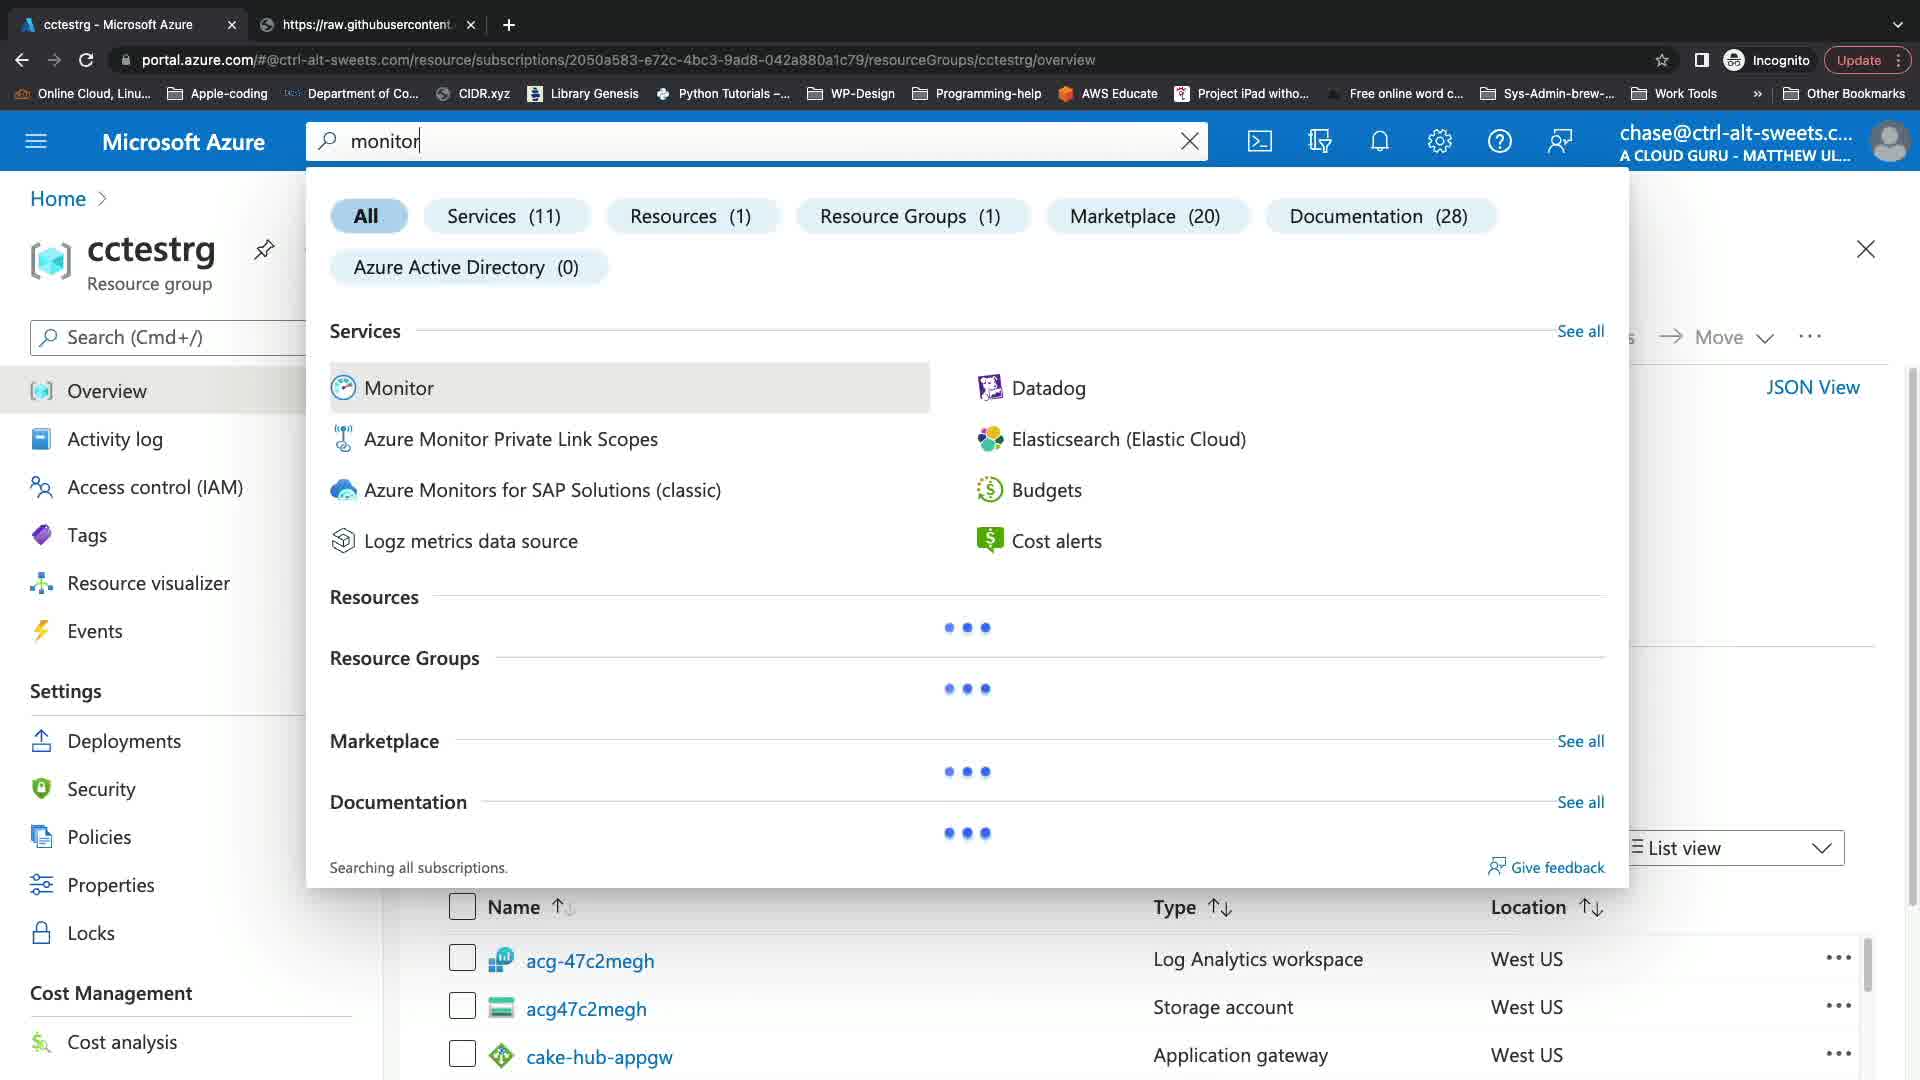 cctestrg - Microsoft Azure
https://raw.githubusercontent.
portal.azure.com/#@ctrl-alt-sweets.com/resource/subscriptions/2050a583-e72c-4bc3-9ad8-042a880a1c79/resourceGroups/cctestrg/overview
Incognito
Update
Online Cloud, Linu...
Apple-coding
Department of Co...
CIDR.xyz
Library Genesis
Python Tutorials –...
WP-Design
Programming-help
AWS Educate
Project iPad witho...
Free online word c...
Sys-Admin-brew-...
Work Tools
»
Other Bookmarks
Microsoft Azure
monitor
chase@ctrl-alt-sweets.c...
A CLOUD GURU - MATTHEW UL...
Home
cctestrg
Resource group
Search (Cmd+/)
Overview
Activity log
Access control (IAM)
Tags
Resource visualizer
Events
Settings
Deployments
Security
Policies
Properties
Locks
Cost Management
Cost analysis
All
Services (11)
Resources (1)
Resource Groups (1)
Marketplace (20)
Documentation (28)
Azure Active Directory (0)
Services
See all
Monitor
Datadog
Azure Monitor Private Link Scopes
Elasticsearch (Elastic Cloud)
Azure Monitors for SAP Solutions (classic)
Budgets
Logz metrics data source
Cost alerts
Resources
Resource Groups
Marketplace
See all
Documentation
See all
Searching all subscriptions.
Give feedback
s
Move
...
JSON View
List view
Name
Type
Location
acg-47c2megh
Log Analytics workspace
West US
acg47c2megh
Storage account
West US
cake-hub-appgw
Application gateway
West US